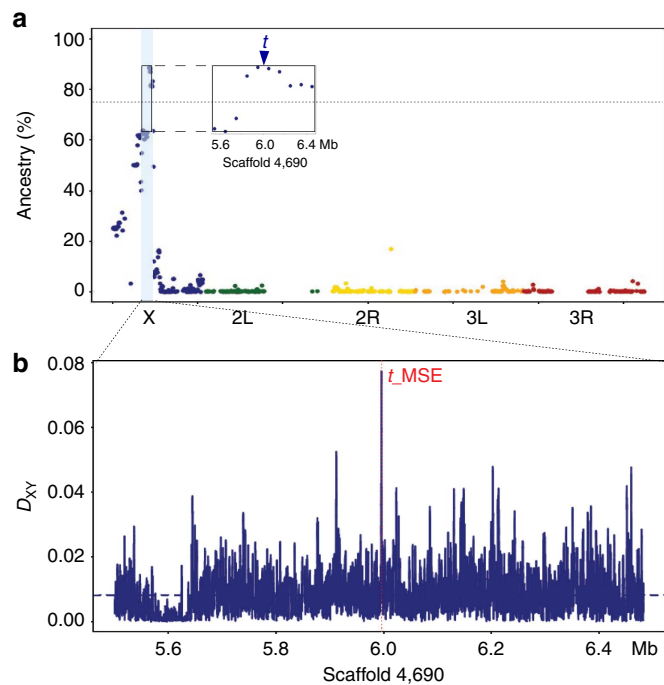 a
100
80
60
40
20
0
Ancestry (%)
t
5.6 6.0 6.4 Mb
Scaffold 4,690
X 2L 2R 3L 3R
b
0.08
0.06
0.04
0.02
0.00
DXY
t_MSE
5.6 5.8 6.0 6.2 6.4 Mb
Scaffold 4,690